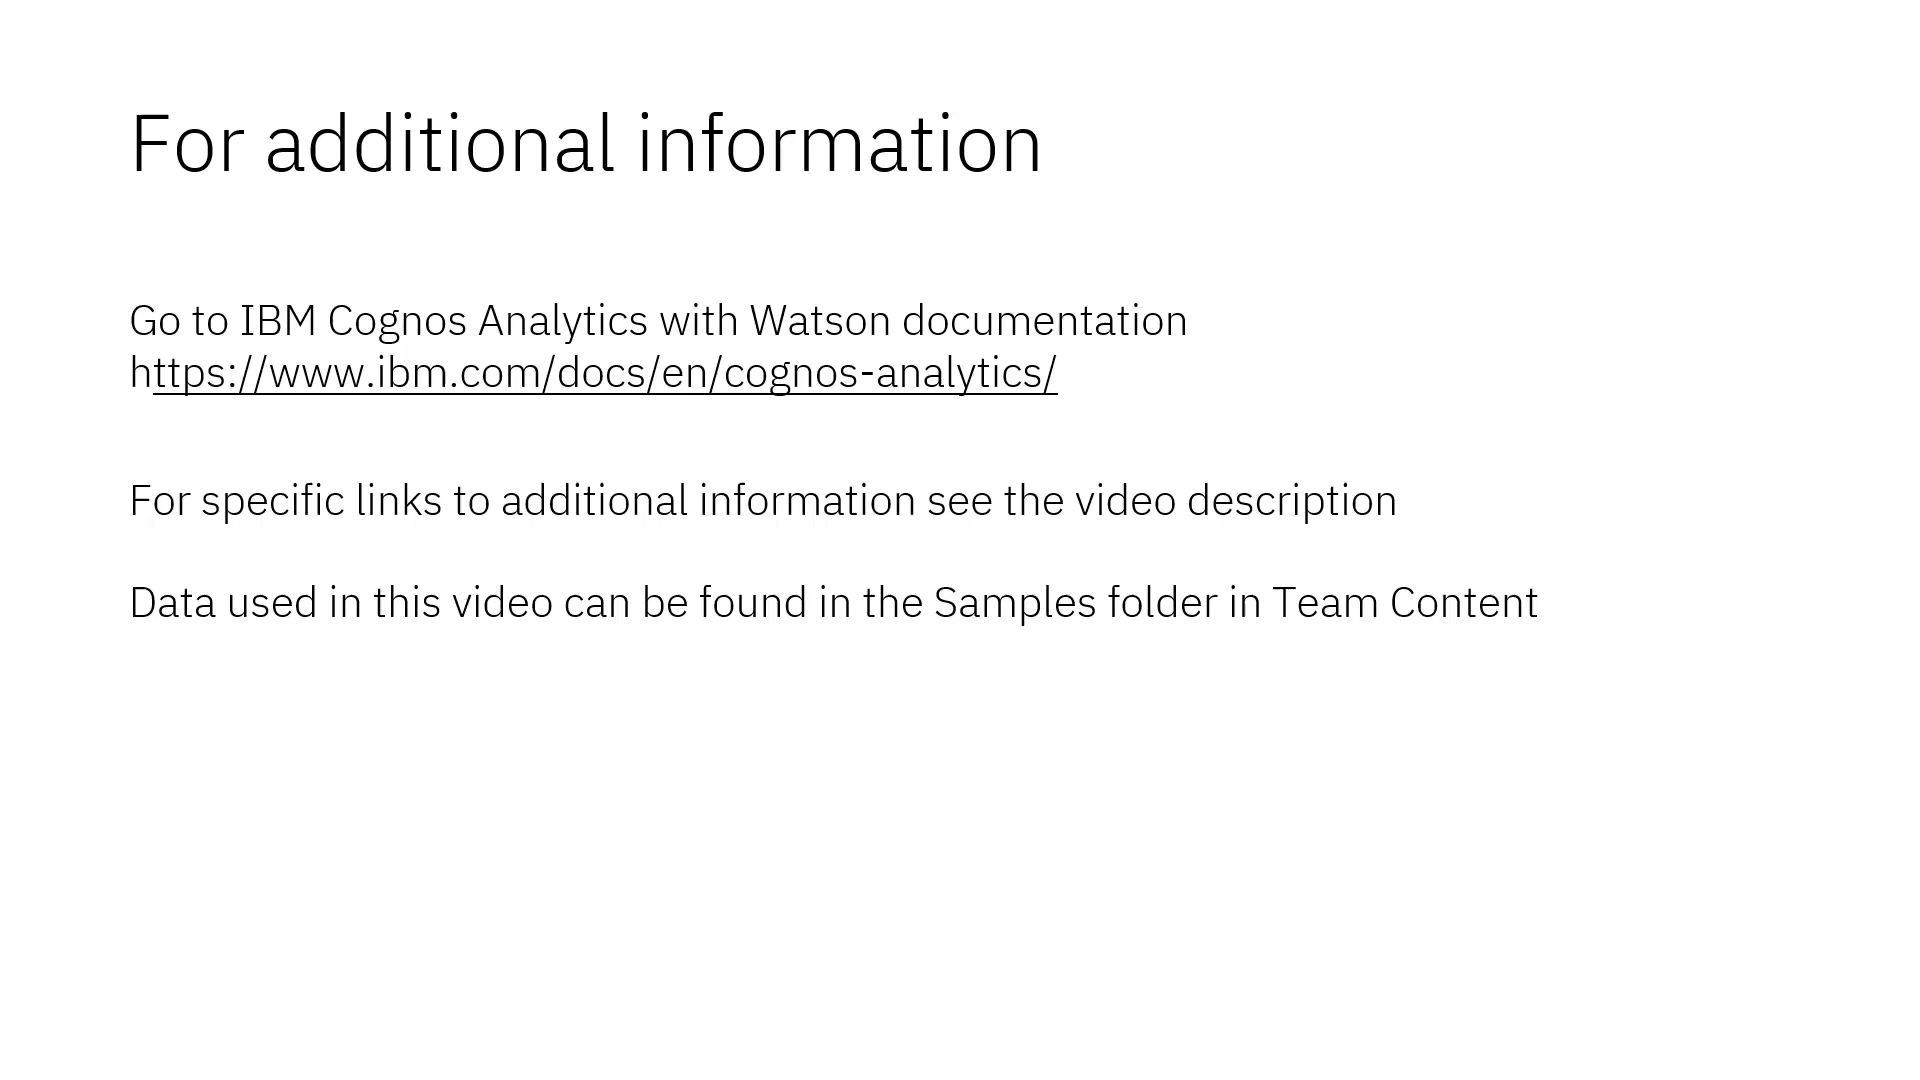 For additional information
Go to IBM Cognos Analytics with Watson documentation
https://www.ibm.com/docs/en/cognos-analytics/
For specific links to additional information see the video description
Data used in this video can be found in the Samples folder in Team Content